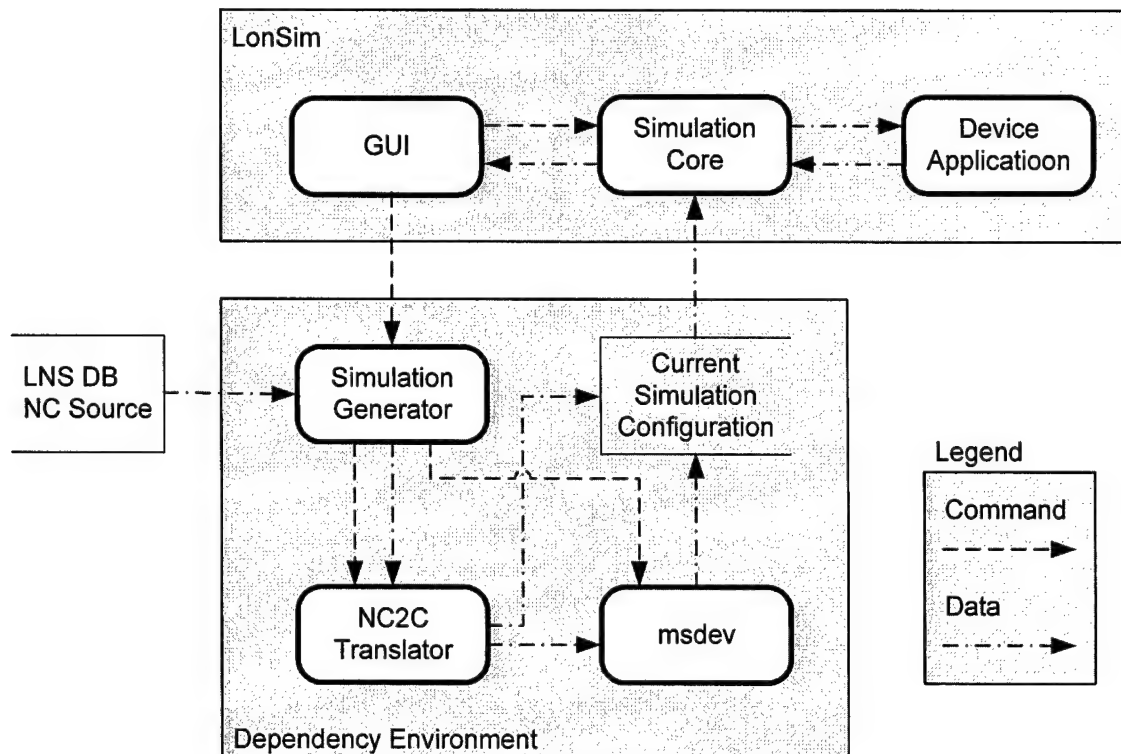 LonSim
GUI
Simulation
Core
Device
Applicatioon
LNS DB
NC Source
Simulation
Generator
Current
Simulation
Configuration
NC2C
Translator
msdev
Dependency Environment
Legend
Command
Data